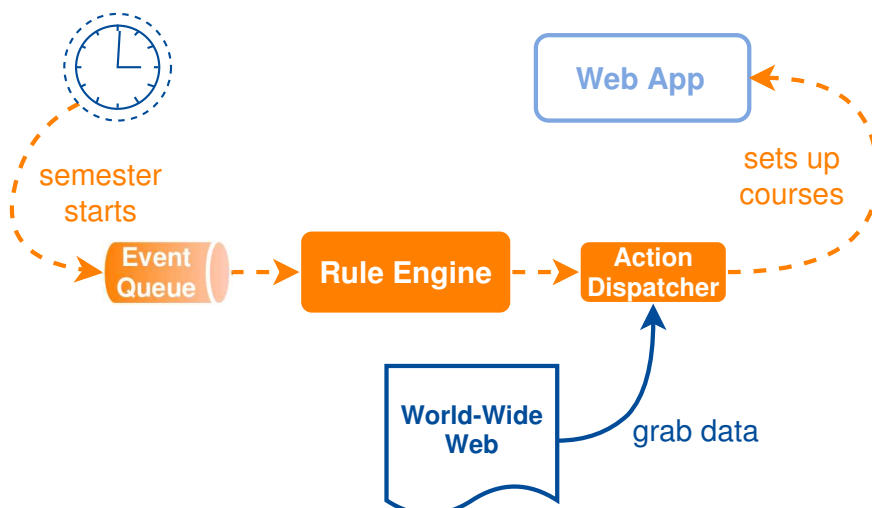 Web App
semester
starts
sets up
courses
Event
Queue
Rule Engine
Action
Dispatcher
World-Wide
Web
grab data